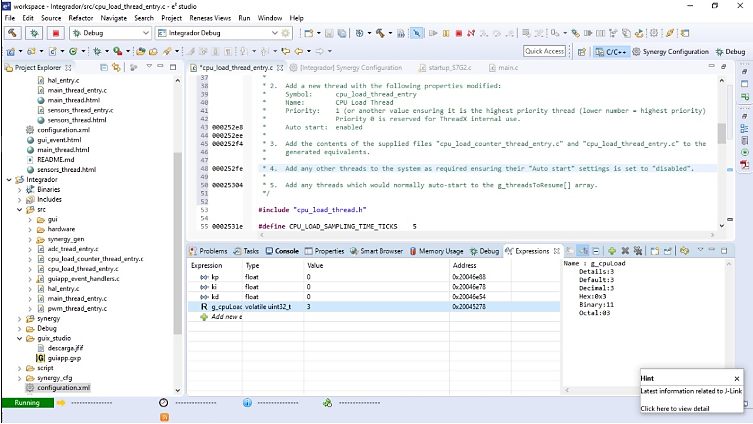 workspace - Integrador/src/cpu_load_thread_entry.c - e² studio
File Edit Source Refactor Navigate Search Project Renesas Views Run Window Help
Debug
Integrador Debug
Quick Access
C/C++
Synergy Configuration
Debug
Project Explorer
hal_entry.c
main_thread_entry.c
main_thread.html
sensors_thread_entry.c
sensors_thread.html
configuration.xml
gui_event.html
main_thread.html
README.md
sensors_thread.html
Integrador
Binaries
Includes
src
gui
hardware
synergy_gen
adc_tread_entry.c
cpu_load_counter_thread_entry.c
cpu_load_thread_entry.c
guiapp_event_handlers.c
hal_entry.c
main_thread_entry.c
pwm_thread_entry.c
synergy
Debug
guix_studio
descarga.jfif
guiapp.gxp
script
synergy_cfg
configuration.xml
*cpu_load_thread_entry.c
[Integrador] Synergy Configuration
startup_S7G2.c
main.c
37 *
38 * 2. Add a new thread with the following properties modified:
39 * Symbol: cpu_load_thread_entry
40 * Name: CPU Load Thread
41 * Priority: 1 (or another value ensuring it is the highest priority thread (lower number = highest priority)
42 * Priority 0 is reserved for ThreadX internal use.
43 000252e8 * Auto start: enabled
44 000252ee *
45 000252f4 * 3. Add the contents of the supplied files "cpu_load_counter_thread_entry.c" and "cpu_load_thread_entry.c" to the
46 * generated equivalents.
47 *
48 000252fe * 4. Add any other threads to the system as required ensuring their "Auto start" settings is set to "disabled".
49 *
50 00025304 * 5. Add any threads which would normally auto-start to the g_threadsToResume[] array.
51 */
52
53 #include "cpu_load_thread.h"
54
55 0002531e #define CPU_LOAD_SAMPLING_TIME_TICKS 5
Problems
Tasks
Console
Properties
Smart Browser
Memory Usage
Debug
Expressions
Expression Type Value Address
kp float 0 0x20046e88
ki float 0 0x20046e78
kd float 0 0x20046e54
g_cpuLoac volatile uint32_t 3 0x20045278
Add new e
Name : g_cpuLoad
Details:3
Default:3
Decimal:3
Hex:0x3
Binary:11
Octal:03
Hint
Latest information related to J-Link
Click here to view detail
Running